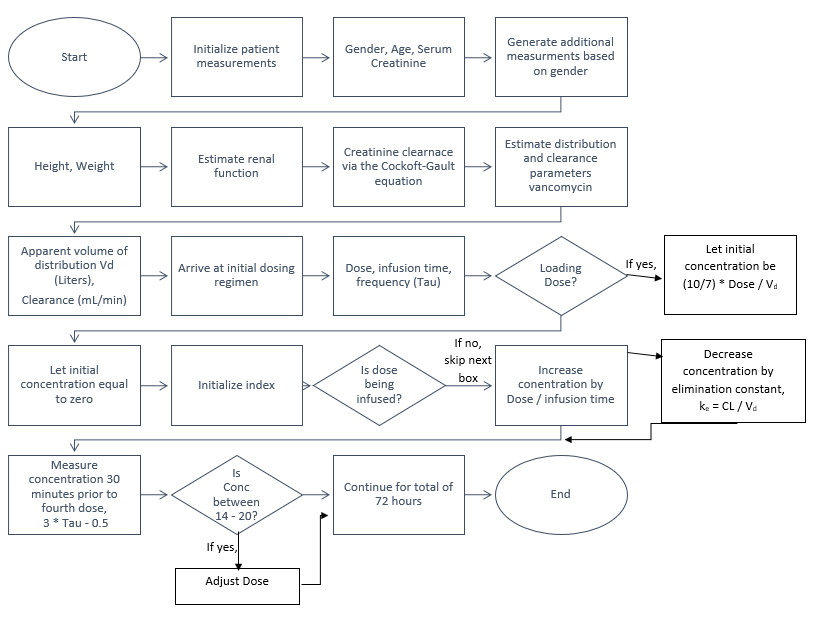 Start
Initialize patient
measurements
Gender, Age, Serum
Creatinine
Generate additional
measurments based
on gender
Height, Weight
Estimate renal
function
Creatinine clearnace
via the Cockoft-Gault
equation
Estimate distribution
and clearance
parameters
vancomycin
Apparent volume of
distribution Vd
(Liters),
Clearance (mL/min)
Arrive at initial dosing
regimen
Dose, infusion time,
frequency (Tau)
Loading
Dose?
If yes,
Let initial
concentration be
(10/7) * Dose / Vd
Let initial
concentration equal
to zero
Initialize index
Is dose
being
infused?
If no,
skip next
box
Increase
conentration by
Dose / infusion time
Decrease
concentration by
elimination constant,
ke = CL / Vd
Measure
concentration 30
minutes prior to
fourth dose,
3 * Tau - 0.5
Is
Conc
between
14 - 20?
If yes,
Adjust Dose
Continue for total of
72 hours
End